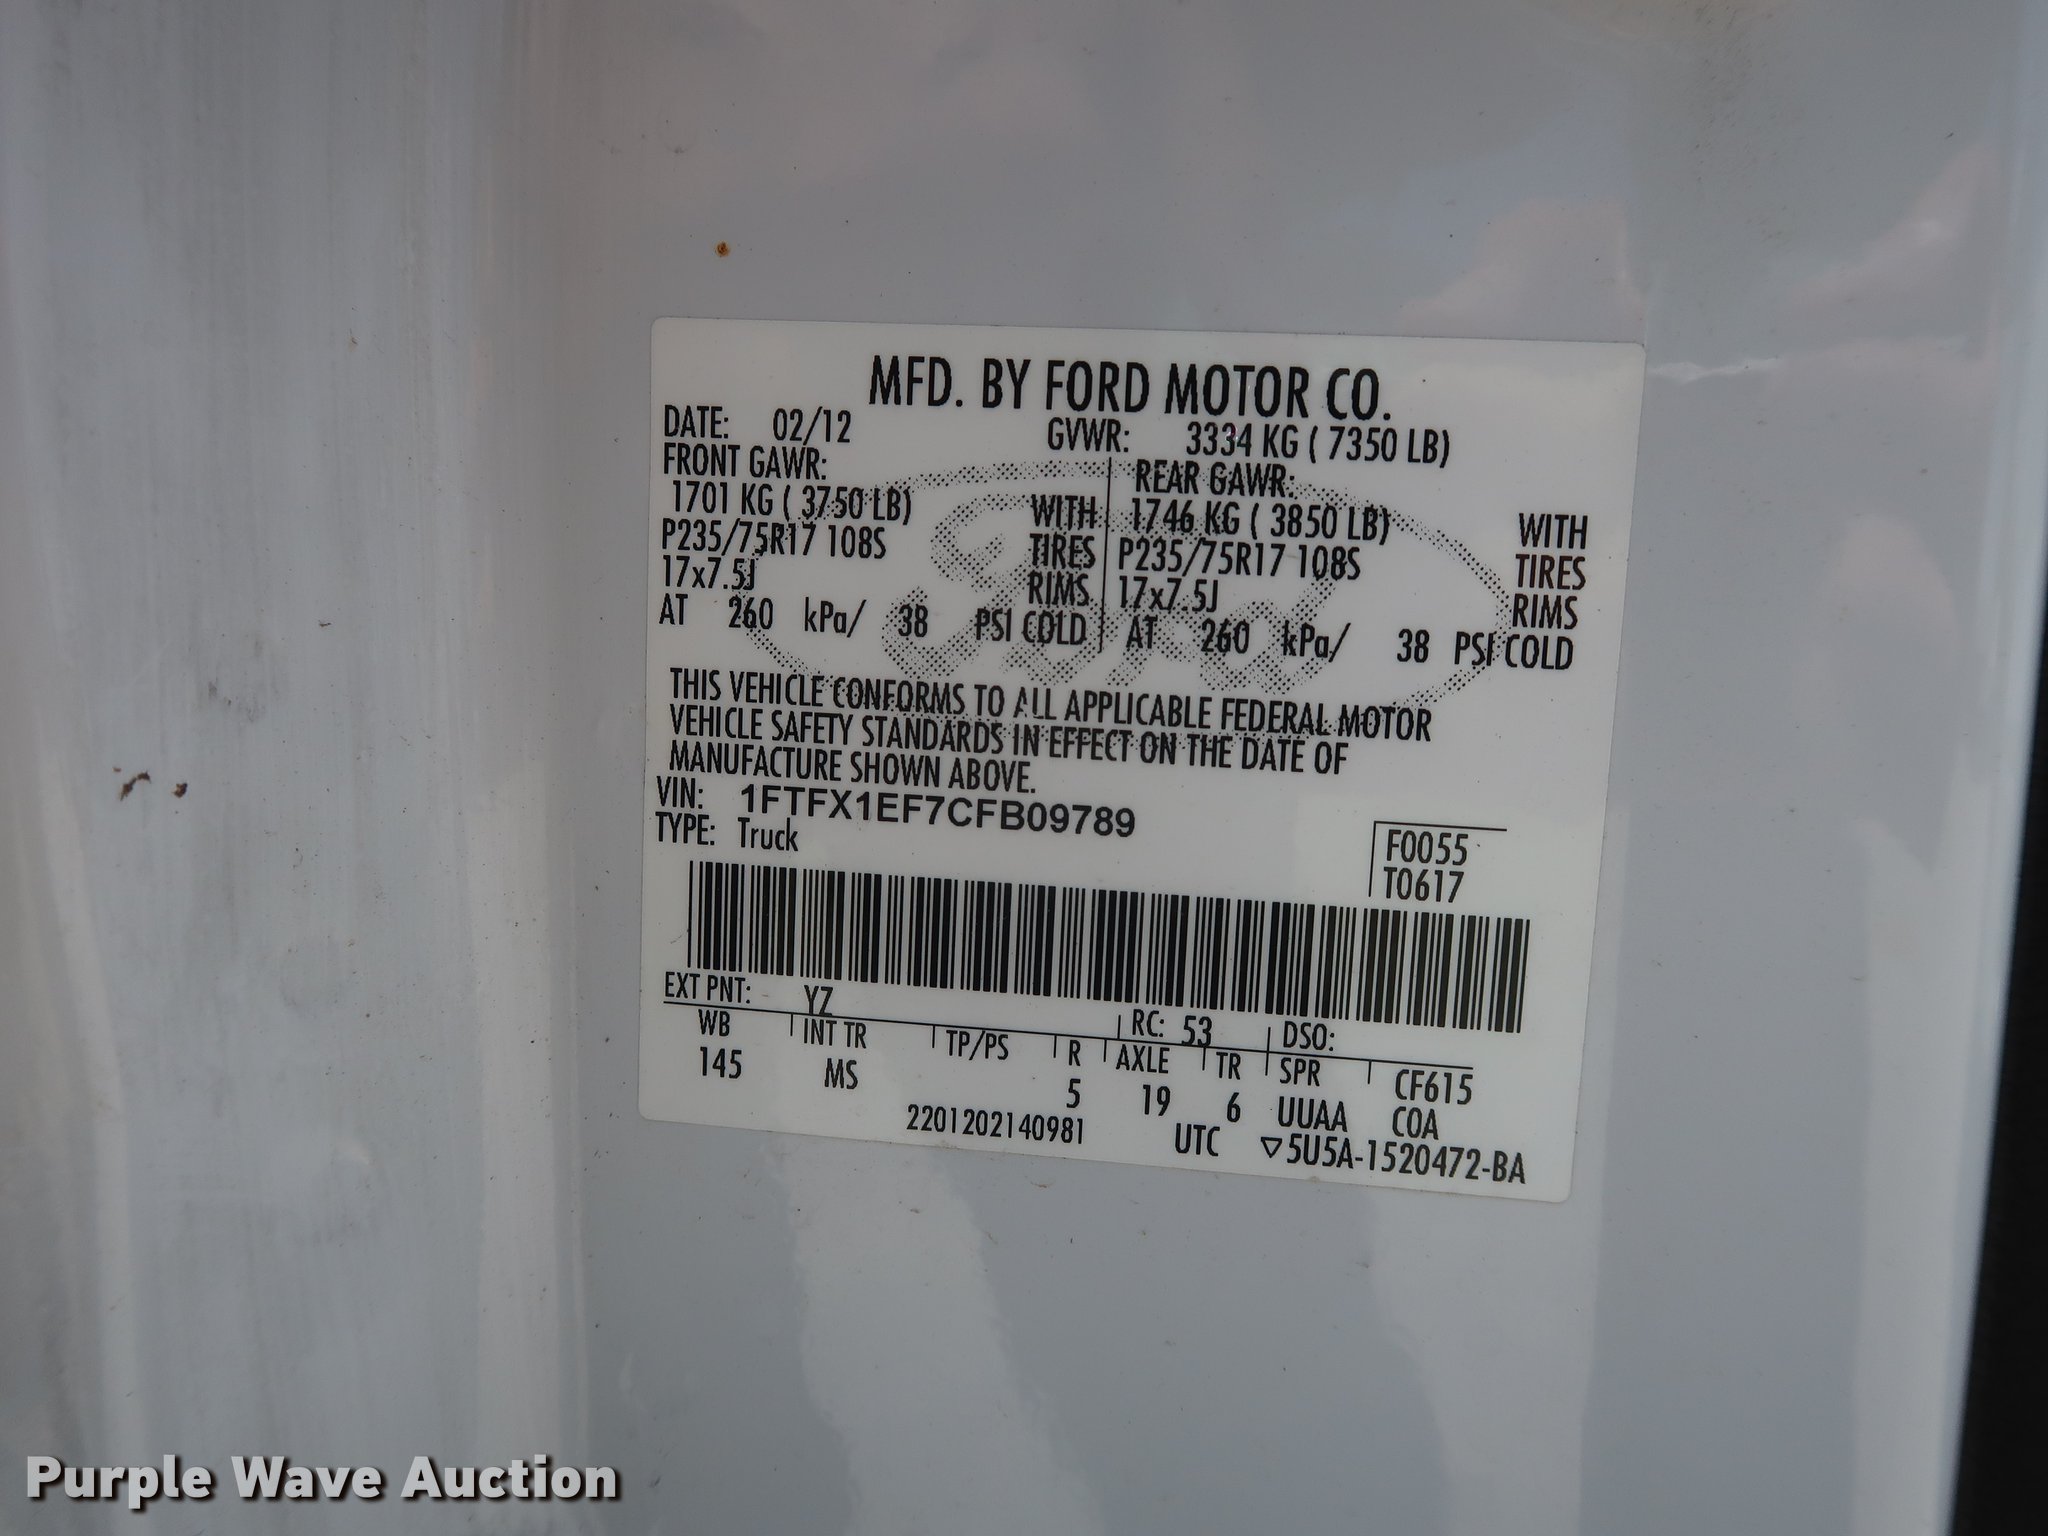 MFD. BY FORD MOTOR CO.
DATE: 02/12 GVWR: 3334 KG ( 7350 LB)
FRONT GAWR: REAR GAWR:
1701 KG ( 3750 LB) WITH 1746 KG ( 3850 LB) WITH
P235/75R17 108S TIRES P235/75R17 108S TIRES
17x7.5J RIMS 17x7.5J RIMS
AT 260 kPa/ 38 PSI COLD AT 260 kPa/ 38 PSI COLD
Ford
THIS VEHICLE CONFORMS TO ALL APPLICABLE FEDERAL MOTOR
VEHICLE SAFETY STANDARDS IN EFFECT ON THE DATE OF
MANUFACTURE SHOWN ABOVE.
VIN: 1FTFX1EF7CFB09789
TYPE: Truck
F0055
T0617
EXT PNT: YZ RC: 53 DSO:
WB INT TR TP/PS R AXLE TR SPR CF615
145 MS 5 19 6 UUAA COA
2201202140981 UTC ▽5U5A-1520472-BA
Purple Wave Auction